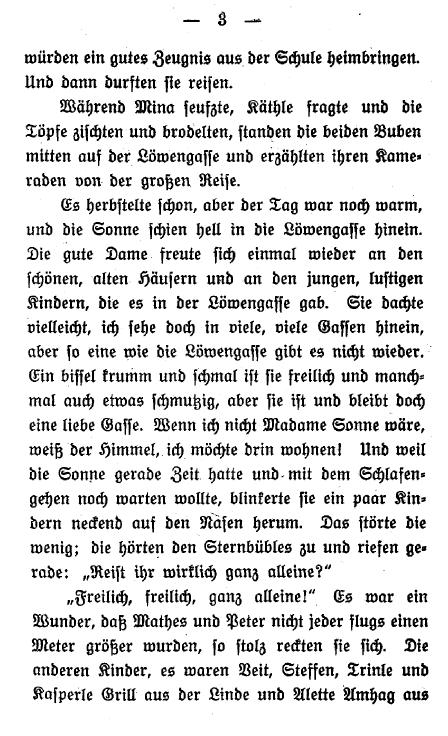 — 3 —
würden ein gutes Zeugnis aus der Schule heimbringen.
Und dann durften sie reisen.
Während Mina seufzte, Käthle fragte und die
Töpfe zischten und brodelten, standen die beiden Buben
mitten auf der Löwengasse und erzählten ihren Kame-
raden von der großen Reise.
Es herbstelte schon, aber der Tag war noch warm,
und die Sonne schien hell in die Löwengasse hinein.
Die gute Dame freute sich einmal wieder an den
schönen, alten Häusern und an den jungen, lustigen
Kindern, die es in der Löwengasse gab. Sie dachte
vielleicht, ich sehe doch in viele, viele Gassen hinein,
aber so eine wie die Löwengasse gibt es nicht wieder.
Ein bissel krumm und schmal ist sie freilich und manch-
mal auch etwas schmutzig, aber sie ist und bleibt doch
eine liebe Gasse. Wenn ich nicht Madame Sonne wäre,
weiß der Himmel, ich möchte drin wohnen! Und weil
die Sonne gerade Zeit hatte und mit dem Schlafen-
gehen noch warten wollte, blinkerte sie ein paar Kin-
dern neckend auf den Nasen herum. Das störte die
wenig; die hörten den Sternbübles zu und riefen ge-
rade: „Reist ihr wirklich ganz alleine?“
„Freilich, freilich, ganz alleine!“ Es war ein
Wunder, daß Mathes und Peter nicht jeder flugs einen
Meter größer wurden, so stolz reckten sie sich. Die
anderen Kinder, es waren Veit, Steffen, Trinle und
Kasperle Grill aus der Linde und Alette Amhag aus